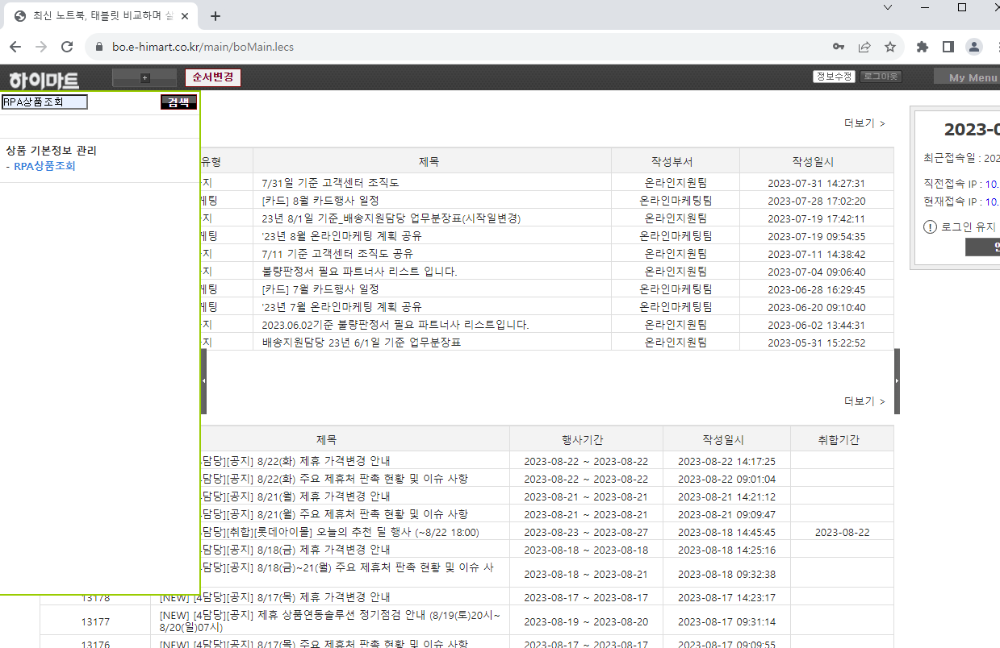 최신 노트북, 태블릿 비교하며 살
bo.e-himart.co.kr/main/boMain.lecs
하이마트 + 순서변경 정보수정 로그아웃 My Menu
RPA상품조회 검색
상품 기본정보 관리
- RPA상품조회
더보기 >
유형 제목 작성부서 작성일시
지 7/31일 기준 고객센터 조직도 온라인지원팀 2023-07-31 14:27:31
케팅 [카드] 8월 카드행사 일정 온라인마케팅팀 2023-07-28 17:02:20
지 23년 8/1일 기준_배송지원담당 업무분장표(시작일변경) 온라인지원팀 2023-07-19 17:42:11
케팅 '23년 8월 온라인마케팅 계획 공유 온라인마케팅팀 2023-07-19 09:54:35
지 7/11 기준 고객센터 조직도 공유 온라인지원팀 2023-07-11 14:38:42
지 불량판정서 필요 파트너사 리스트 입니다. 온라인지원팀 2023-07-04 09:06:40
케팅 [카드] 7월 카드행사 일정 온라인마케팅팀 2023-06-28 16:29:45
케팅 '23년 7월 온라인마케팅 계획 공유 온라인마케팅팀 2023-06-20 09:10:40
지 2023.06.02기준 불량판정서 필요 파트너사 리스트입니다. 온라인지원팀 2023-06-02 13:44:31
지 배송지원담당 23년 6/1일 기준 업무분장표 온라인지원팀 2023-05-31 15:22:52
2023-0
최근접속일 : 202
직전접속 IP : 10.
현재접속 IP : 10.
로그인 유지
더보기 >
제목 행사기간 작성일시 취합기간
담당][공지] 8/22(화) 제휴 가격변경 안내 2023-08-22 ~ 2023-08-22 2023-08-22 14:17:25
담당][공지] 8/22(화) 주요 제휴처 판촉 현황 및 이슈 사항 2023-08-22 ~ 2023-08-22 2023-08-22 09:01:04
담당][공지] 8/21(월) 제휴 가격변경 안내 2023-08-21 ~ 2023-08-21 2023-08-21 14:21:12
담당][공지] 8/21(월) 주요 제휴처 판촉 현황 및 이슈 사항 2023-08-21 ~ 2023-08-21 2023-08-21 09:09:47
담당][취합][롯데아이몰] 오늘의 추천 딜 행사 (~8/22 18:00) 2023-08-23 ~ 2023-08-27 2023-08-18 14:45:45 2023-08-22
담당][공지] 8/18(금) 제휴 가격변경 안내 2023-08-18 ~ 2023-08-18 2023-08-18 14:25:16
담당][공지] 8/18(금)~21(월) 주요 제휴처 판촉 현황 및 이슈 사 2023-08-18 ~ 2023-08-21 2023-08-18 09:32:38
13178 [NEW] [4담당][공지] 8/17(목) 제휴 가격변경 안내 2023-08-17 ~ 2023-08-17 2023-08-17 14:23:17
13177 [NEW] [4담당][공지] 제휴 상품연동솔루션 정기점검 안내 (8/19(토)20시~ 2023-08-19 ~ 2023-08-20 2023-08-17 09:31:14
8/20(일)07시)
13176 [NEW] [4담당][공지] 8/17(목) 주요 제휴처 판촉 현황 및 이슈 사항 2023-08-17 ~ 2023-08-17 2023-08-17 09:09:55